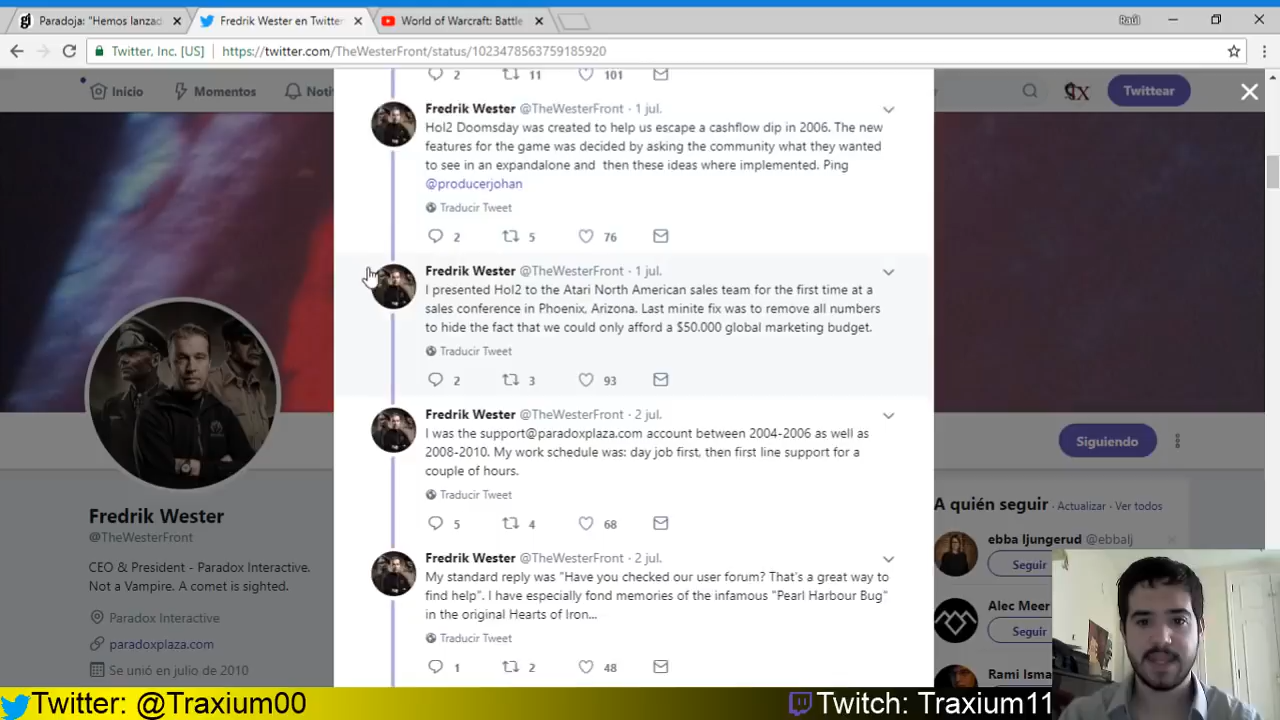 Paradoja: "Hemos lanzad
Fredrik Wester en Twitter
World of Warcraft: Battle
Raúl
Twitter, Inc. [US]
https://twitter.com/TheWesterFront/status/1023478563759185920
Inicio
Momentos
Noti
Twittear
2 11 101
Fredrik Wester @TheWesterFront · 1 jul.
HoI2 Doomsday was created to help us escape a cashflow dip in 2006. The new
features for the game was decided by asking the community what they wanted
to see in an expandalone and then these ideas where implemented. Ping
@producerjohan
Traducir Tweet
2 5 76
Fredrik Wester @TheWesterFront · 1 jul.
I presented HoI2 to the Atari North American sales team for the first time at a
sales conference in Phoenix, Arizona. Last minite fix was to remove all numbers
to hide the fact that we could only afford a $50.000 global marketing budget.
Traducir Tweet
2 3 93
Fredrik Wester @TheWesterFront · 2 jul.
I was the support@paradoxplaza.com account between 2004-2006 as well as
2008-2010. My work schedule was: day job first, then first line support for a
couple of hours.
Traducir Tweet
5 4 68
Fredrik Wester @TheWesterFront · 2 jul.
My standard reply was "Have you checked our user forum? That's a great way to
find help". I have especially fond memories of the infamous "Pearl Harbour Bug"
in the original Hearts of Iron...
Traducir Tweet
1 2 48
Fredrik Wester
@TheWesterFront
CEO & President - Paradox Interactive.
Not a Vampire. A comet is sighted.
Paradox Interactive
paradoxplaza.com
Se unió en julio de 2010
Siguiendo
A quién seguir · Actualizar · Ver todos
ebba ljungerud @ebbalj
Seguir
Alec Meer
Seguir
Rami Isma
Twitter: @Traxium00
Twitch: Traxium11